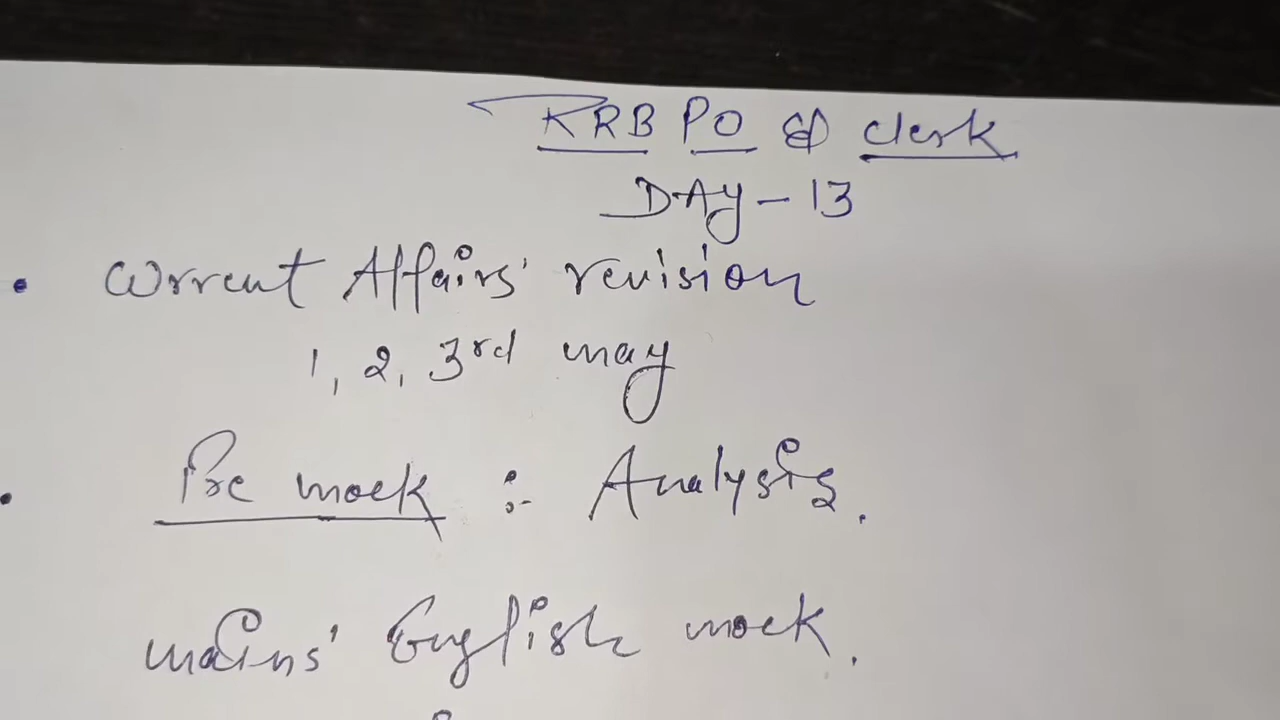 RRB PO & Clerk
DAY - 13
• Current Affairs' revision
1, 2, 3rd may
• Pre mock :- Analysis.
mains' English mock.